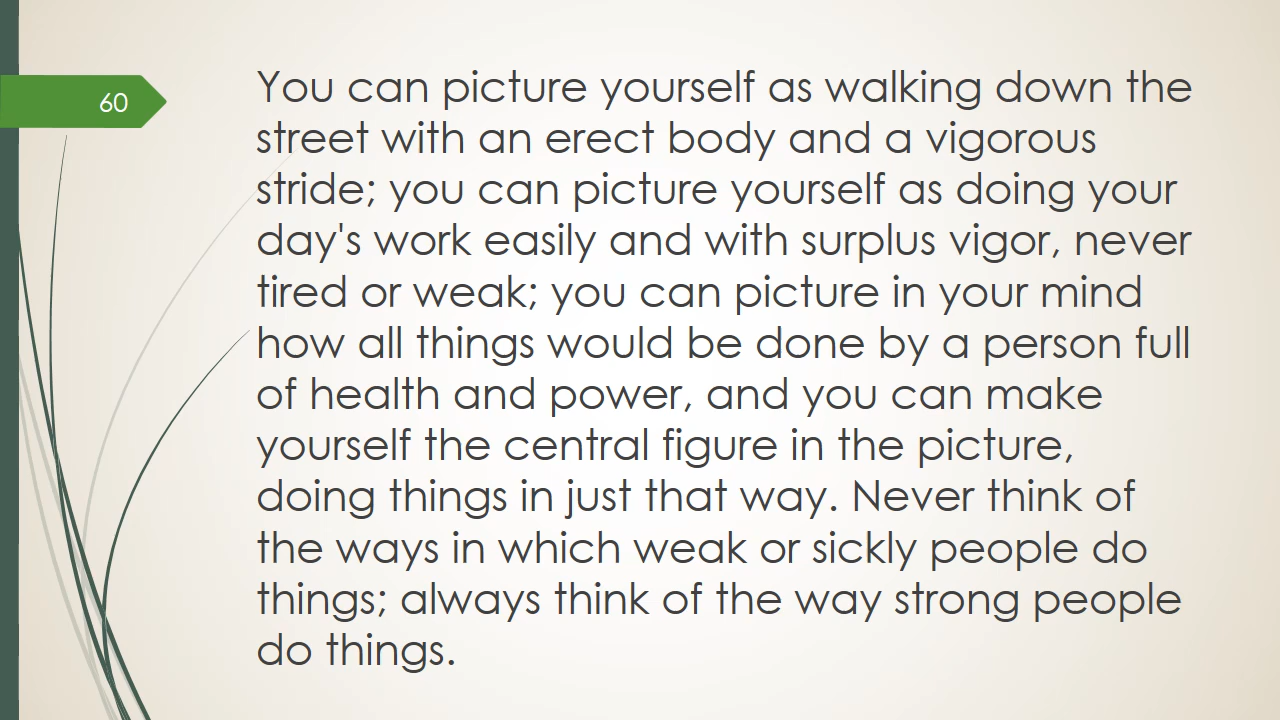 60
You can picture yourself as walking down the
street with an erect body and a vigorous
stride; you can picture yourself as doing your
day's work easily and with surplus vigor, never
tired or weak; you can picture in your mind
how all things would be done by a person full
of health and power, and you can make
yourself the central figure in the picture,
doing things in just that way. Never think of
the ways in which weak or sickly people do
things; always think of the way strong people
do things.